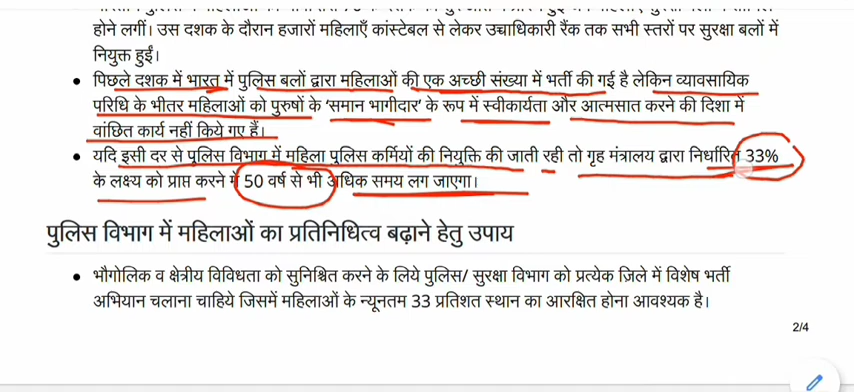 होने लगीं। उस दशक के दौरान हजारों महिलाएँ कांस्टेबल से लेकर उच्चाधिकारी रैंक तक सभी स्तरों पर सुरक्षा बलों में
नियुक्त हुईं।
• पिछले दशक में भारत में पुलिस बलों द्वारा महिलाओं की एक अच्छी संख्या में भर्ती की गई है लेकिन व्यावसायिक
परिधि के भीतर महिलाओं को पुरुषों के 'समान भागीदार' के रूप में स्वीकार्यता और आत्मसात करने की दिशा में
वांछित कार्य नहीं किये गए हैं।
• यदि इसी दर से पुलिस विभाग में महिला पुलिस कर्मियों की नियुक्ति की जाती रही तो गृह मंत्रालय द्वारा निर्धारित 33%
के लक्ष्य को प्राप्त करने में 50 वर्ष से भी अधिक समय लग जाएगा।
पुलिस विभाग में महिलाओं का प्रतिनिधित्व बढ़ाने हेतु उपाय
• भौगोलिक व क्षेत्रीय विविधता को सुनिश्चित करने के लिये पुलिस/ सुरक्षा विभाग को प्रत्येक ज़िले में विशेष भर्ती
अभियान चलाना चाहिये जिसमें महिलाओं के न्यूनतम 33 प्रतिशत स्थान का आरक्षित होना आवश्यक है।
2/4